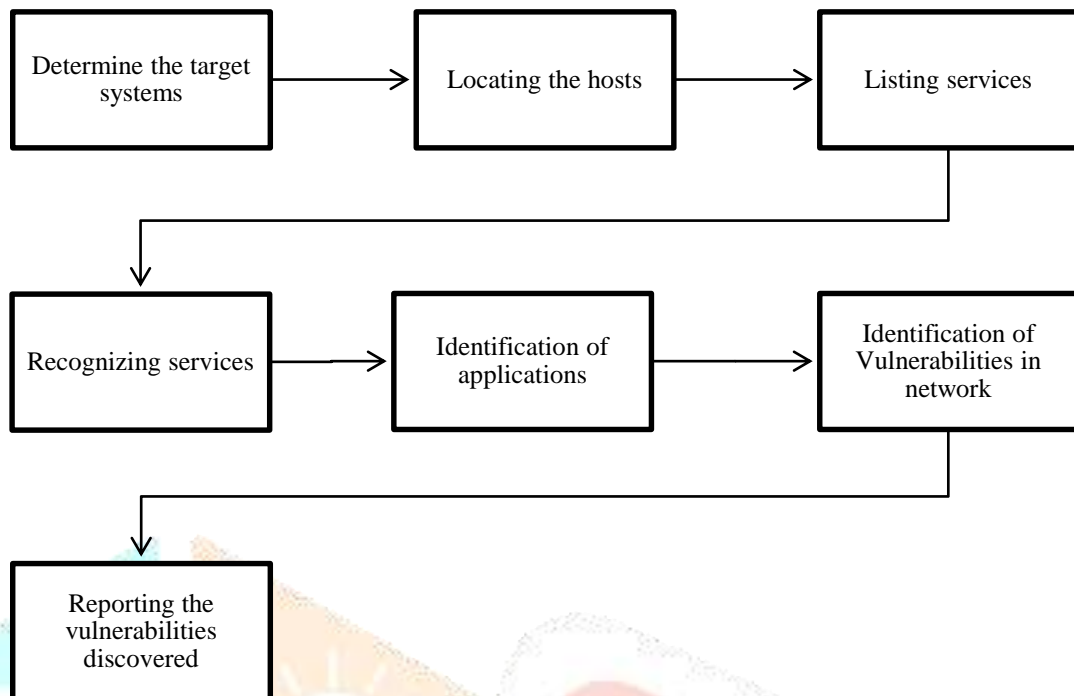 Determine the target
systems
Locating the hosts
Listing services
Recognizing services
Identification of
applications
Identification of
Vulnerabilities in
network
Reporting the
vulnerabilities
discovered